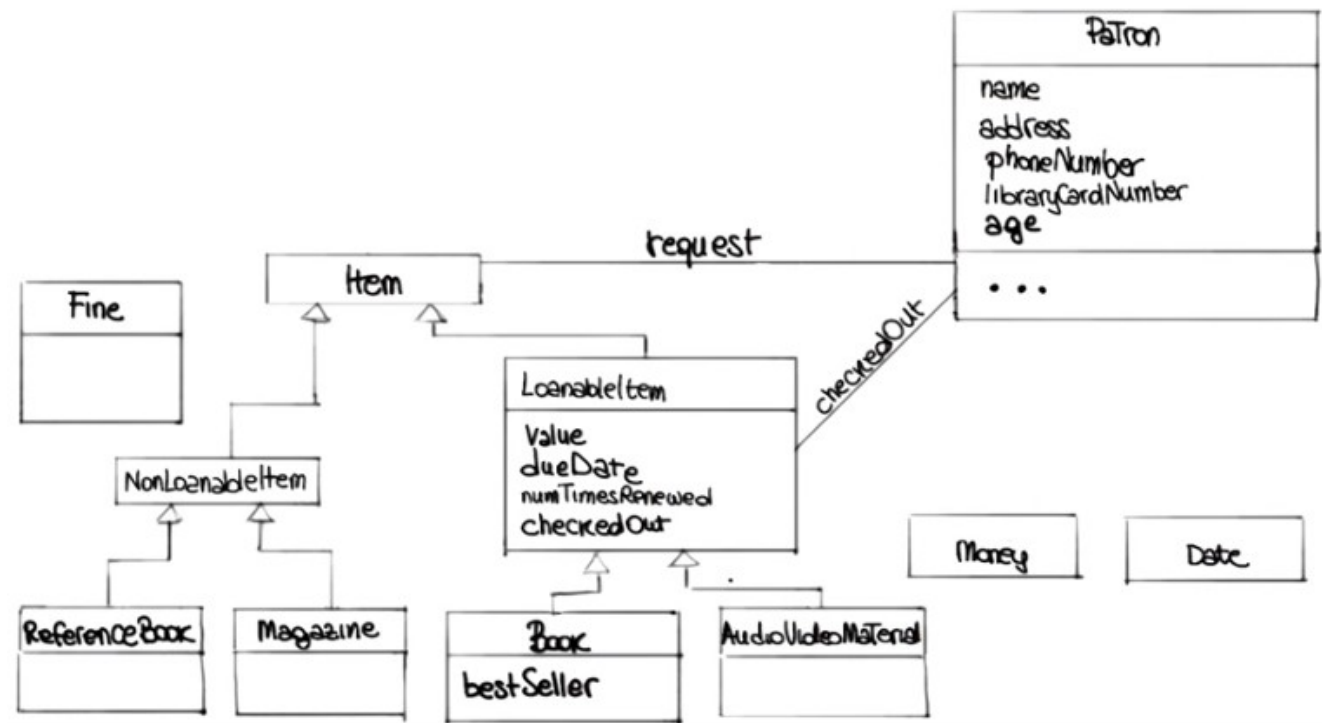 Patron
name
address
phoneNumber
libraryCardNumber
age
...
request
Item
Fine
checkedOut
LoanableItem
Value
dueDate
numTimesRenewed
checkedOut
NonLoanableItem
Money
Date
ReferenceBook
Magazine
Book
bestSeller
AudioVideoMaterial